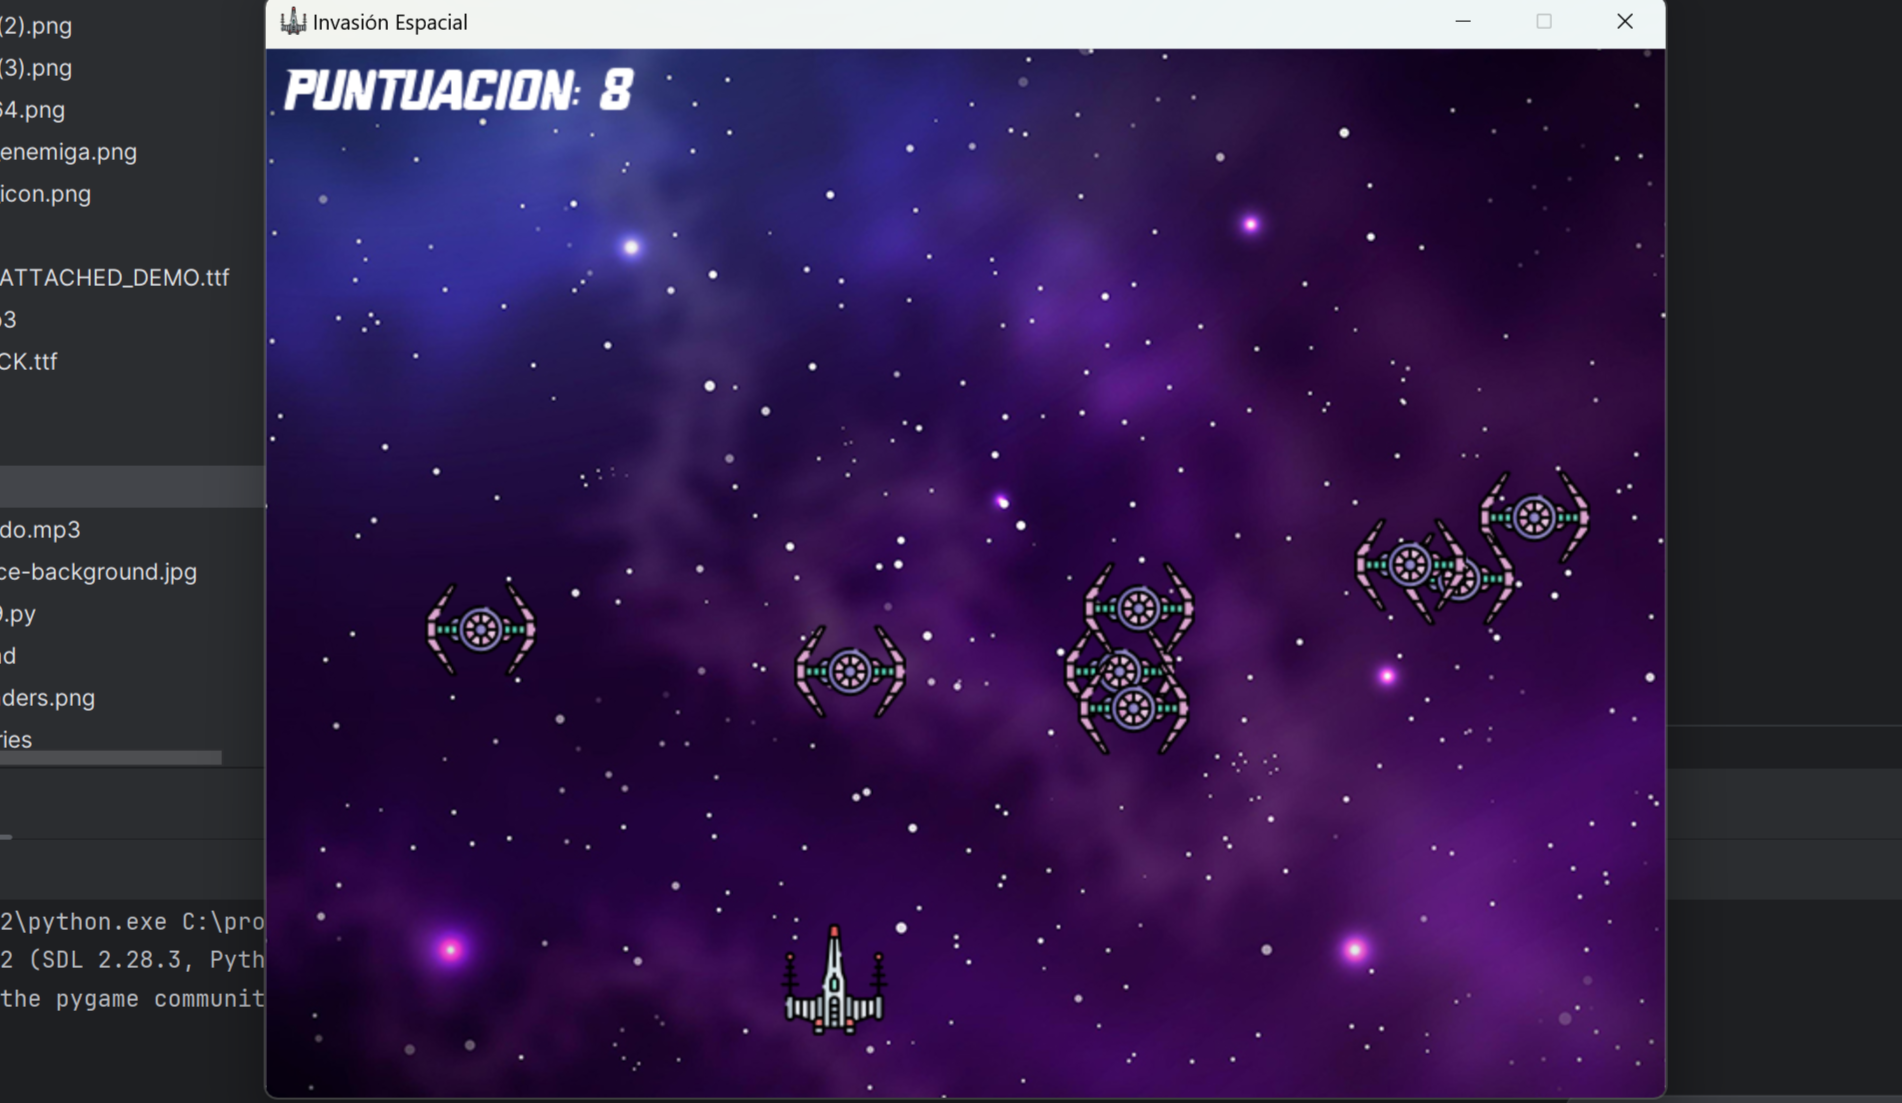 Invasión Espacial
PUNTUACION: 8
(2).png
(3).png
64.png
enemiga.png
icon.png
ATTACHED_DEMO.ttf
3
CK.ttf
do.mp3
ce-background.jpg
9.py
nd
ders.png
ries
2\python.exe C:\pro
2 (SDL 2.28.3, Pyth
the pygame communit